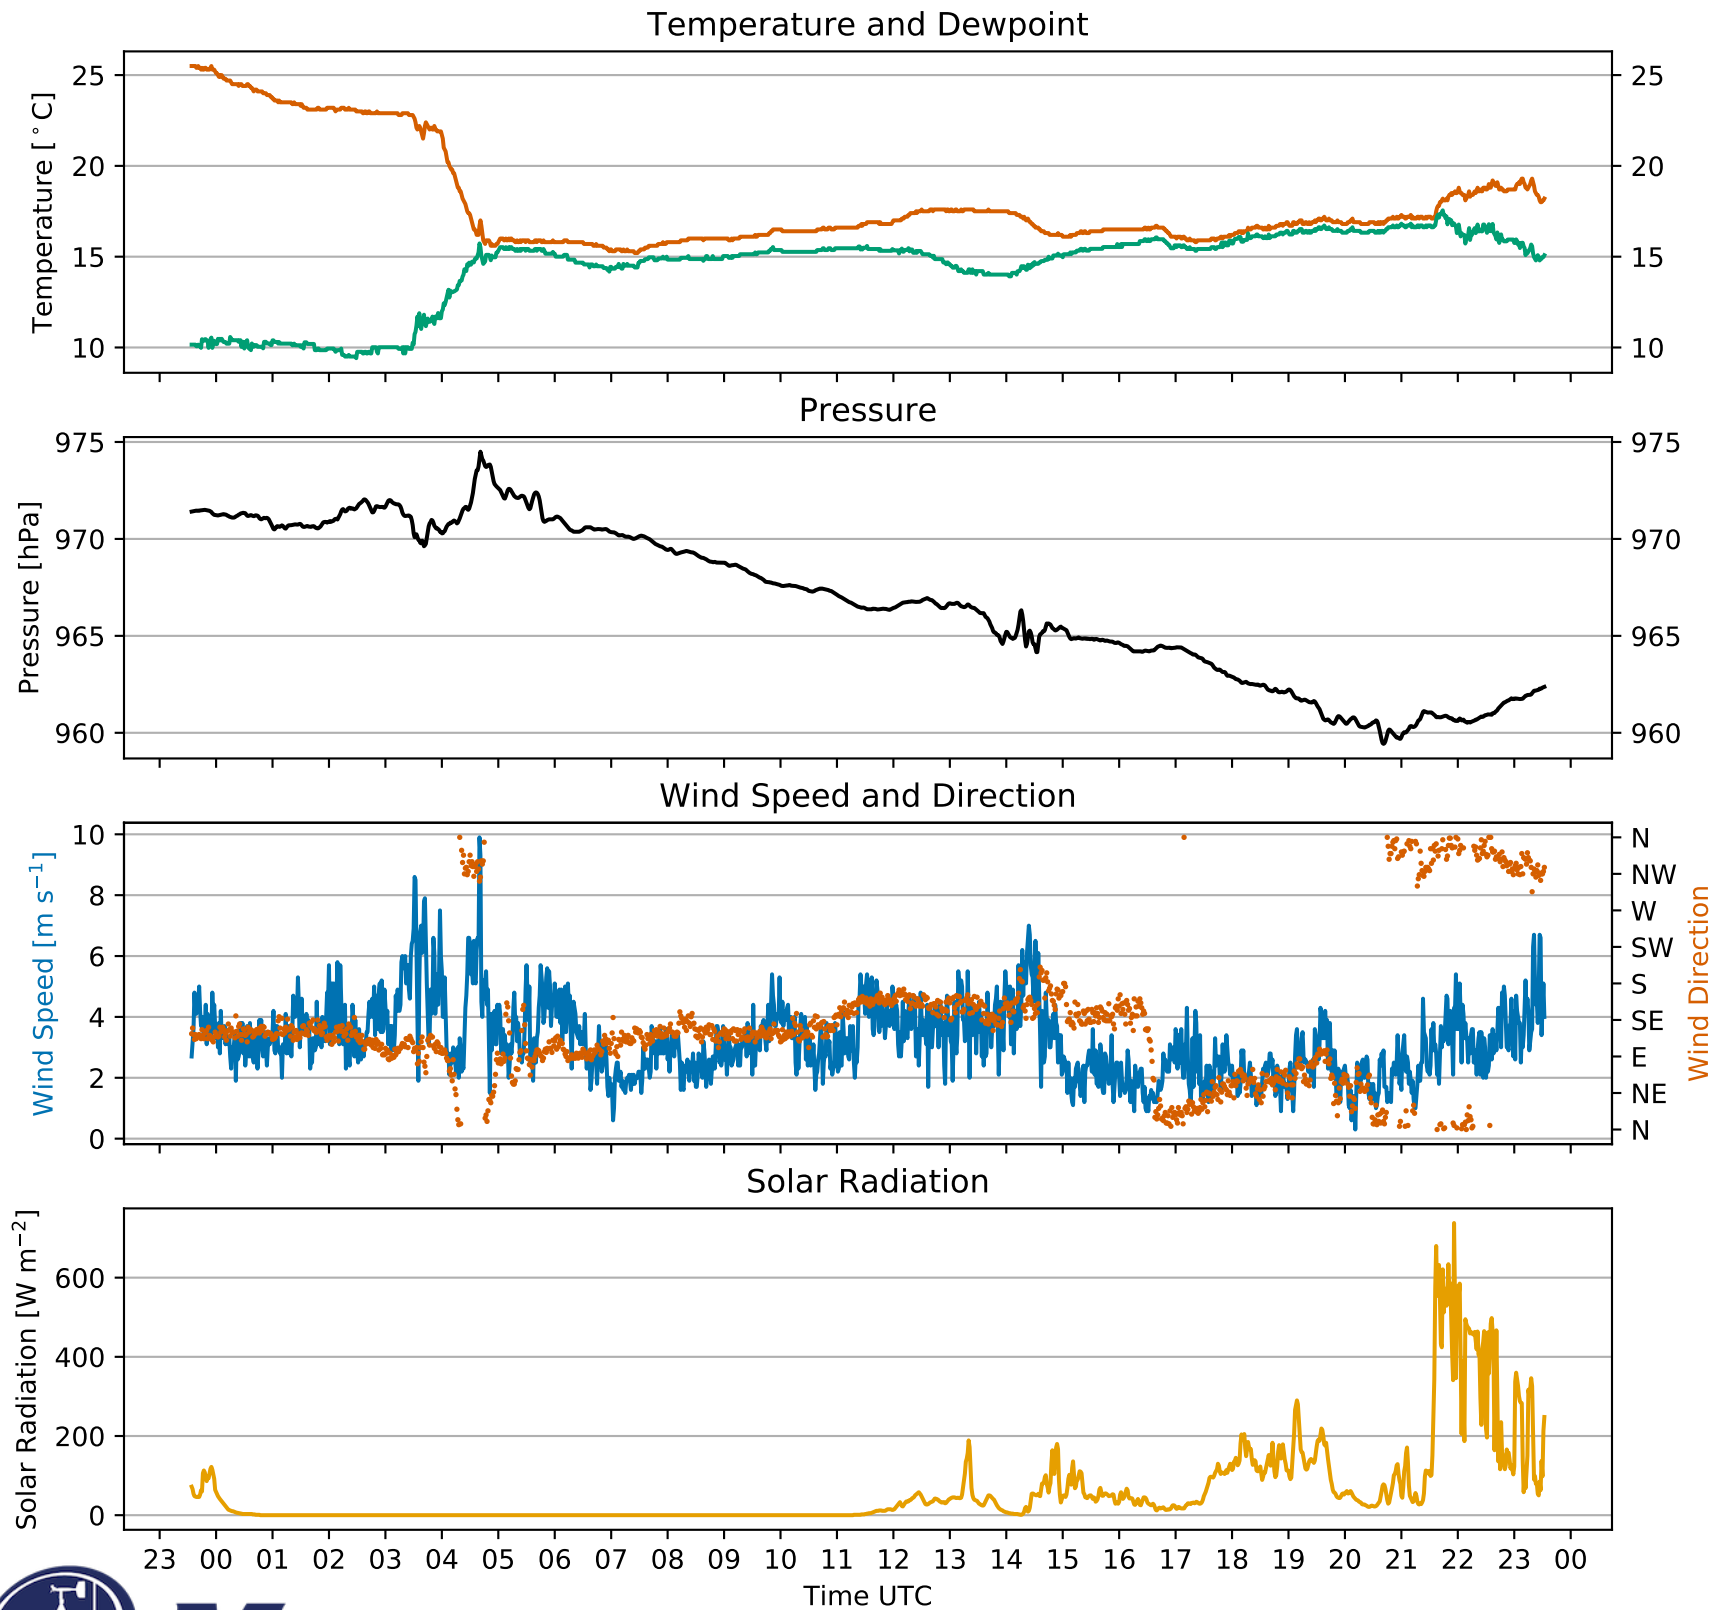 Temperature and Dewpoint
Temperature [°C]
25 25
20 20
15 15
10 10
Pressure
Pressure [hPa]
975 975
970 970
965 965
960 960
Wind Speed and Direction
Wind Speed [m s⁻¹]
Wind Direction
10 N
8 NW
W
6 SW
S
4 SE
E
2 NE
0 N
Solar Radiation
Solar Radiation [W m⁻²]
600
400
200
0
23 00 01 02 03 04 05 06 07 08 09 10 11 12 13 14 15 16 17 18 19 20 21 22 23 00
Time UTC